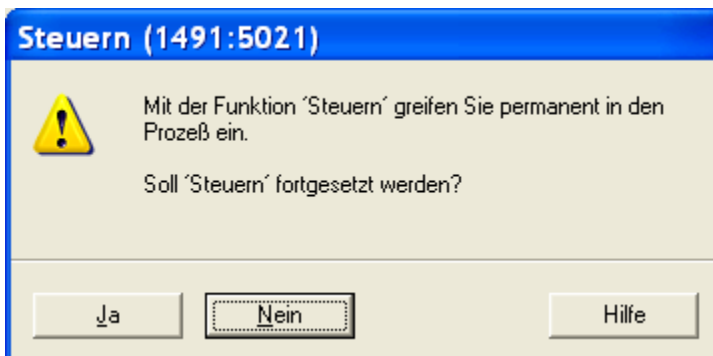 Steuern (1491:5021)
Mit der Funktion ´Steuern´ greifen Sie permanent in den
Prozeß ein.
Soll ´Steuern´ fortgesetzt werden?
Ja Nein Hilfe